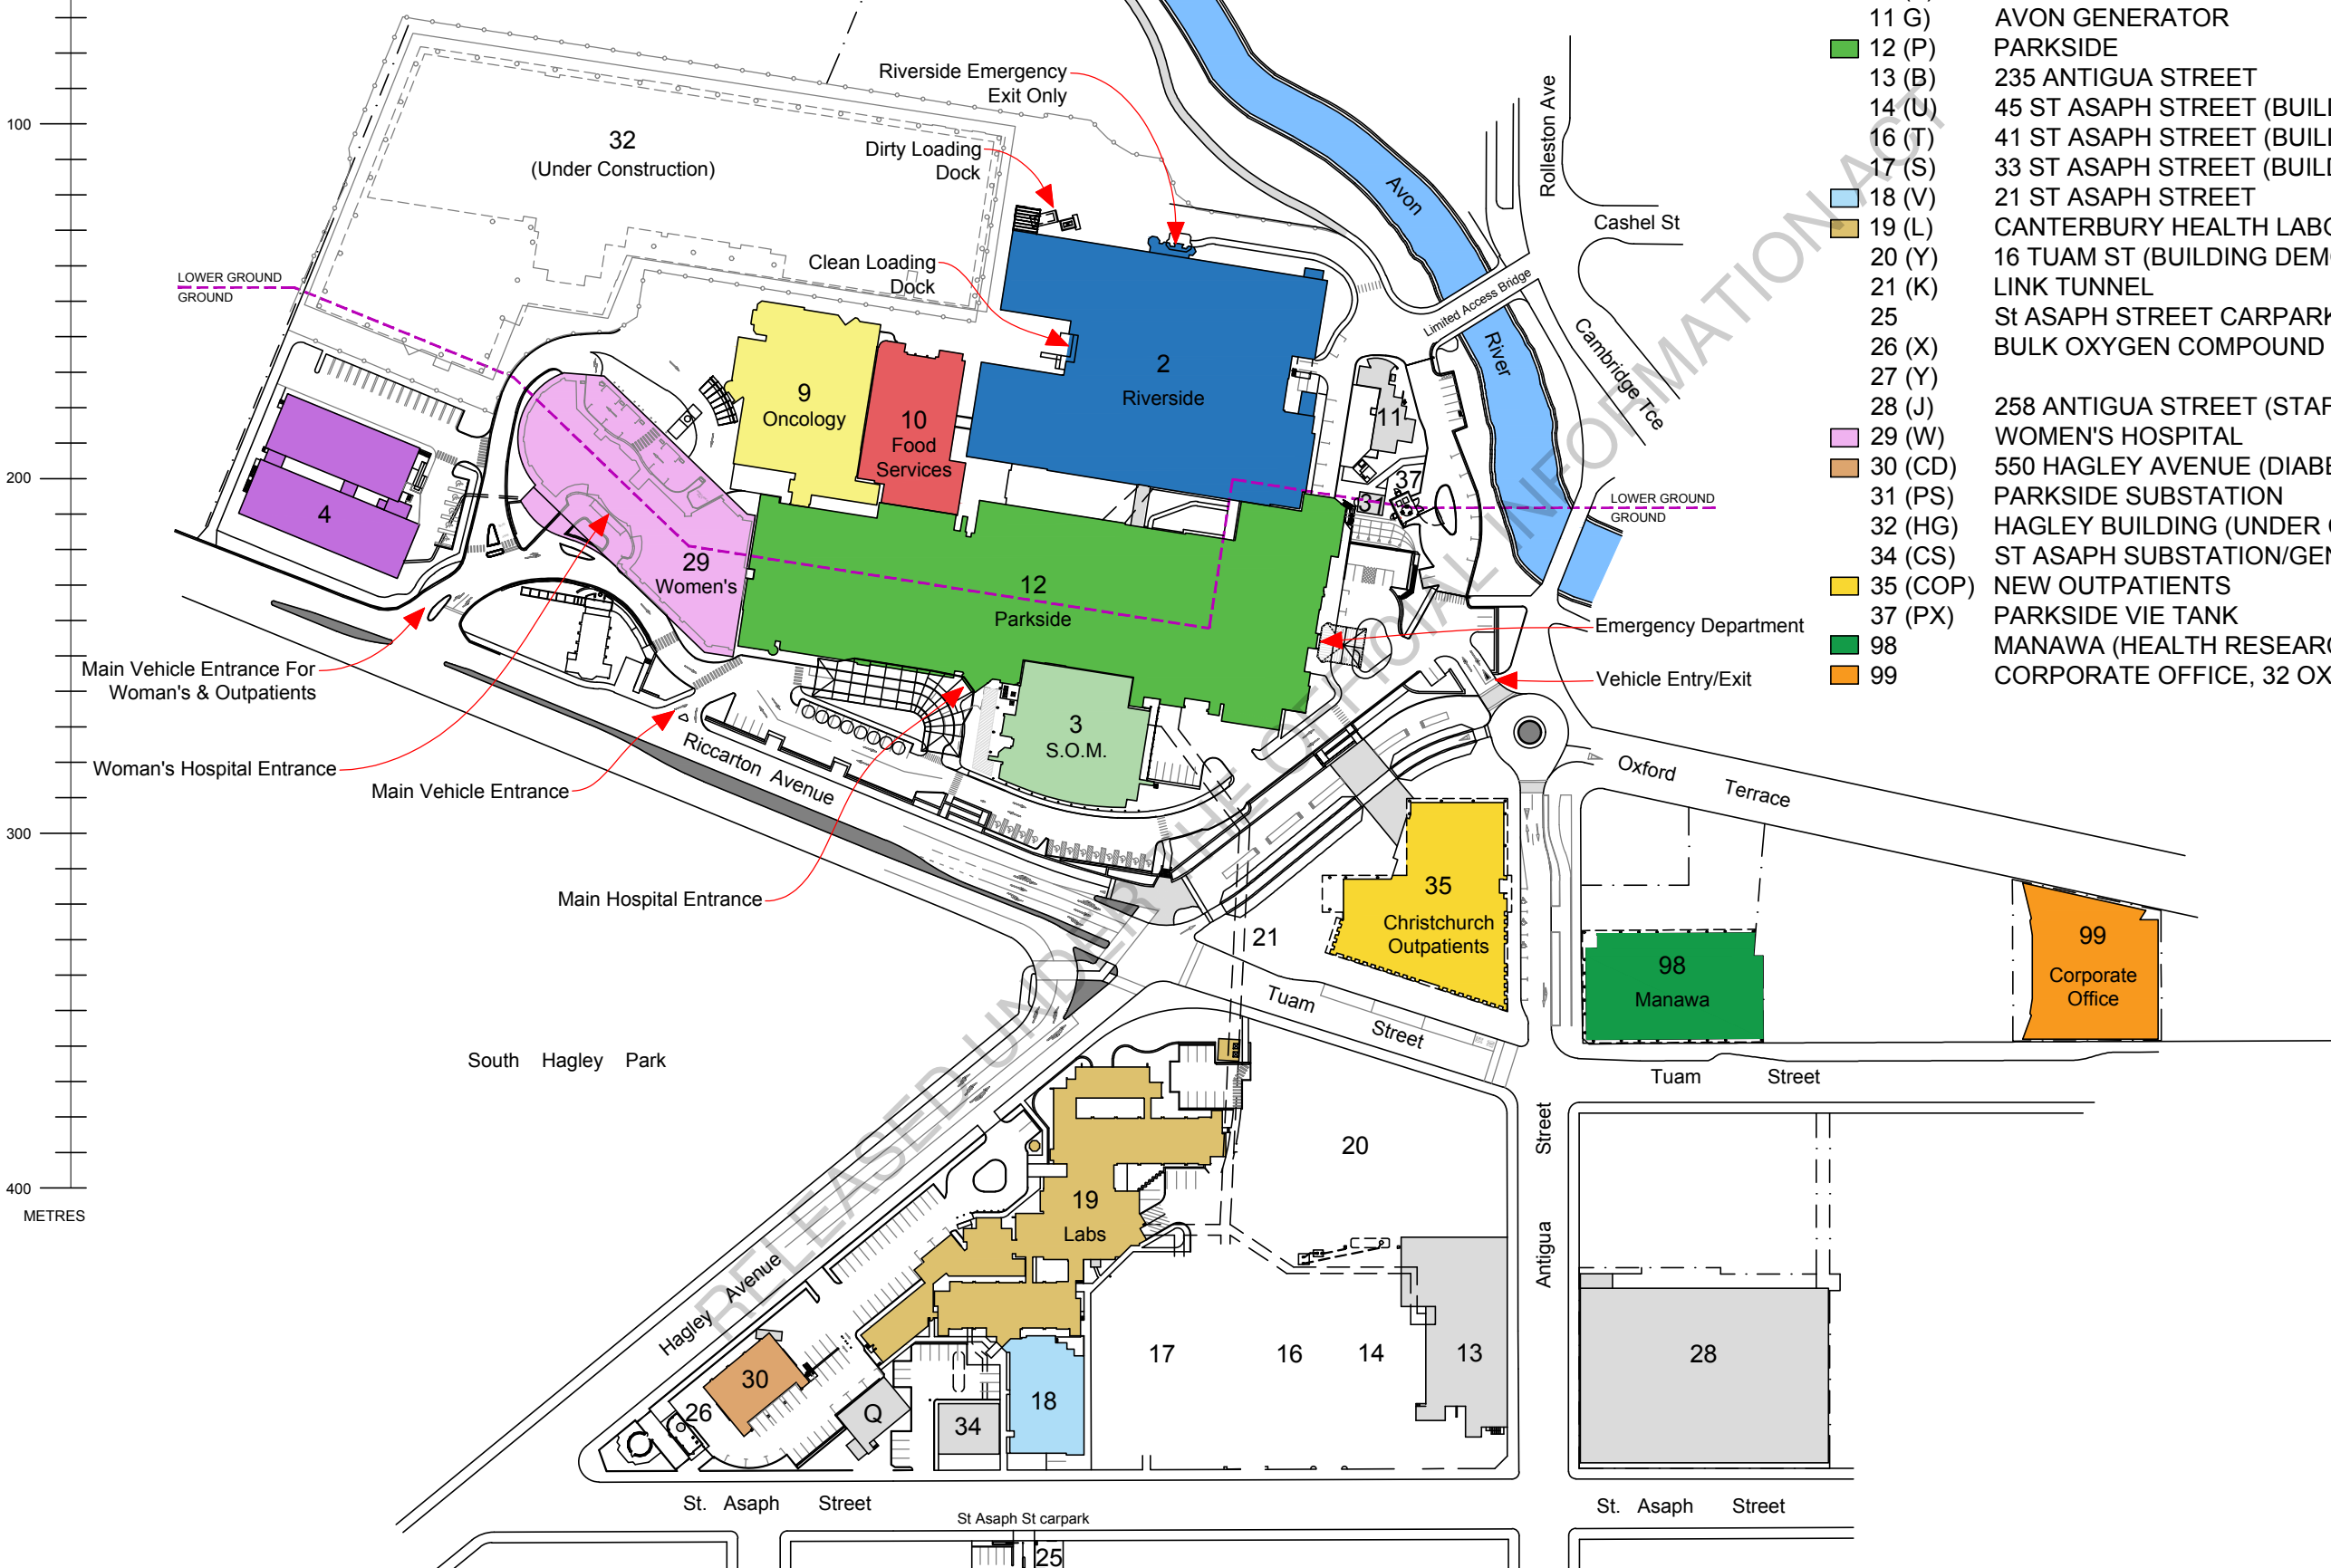 11 G) AVON GENERATOR
12 (P) PARKSIDE
13 (B) 235 ANTIGUA STREET
14 (U) 45 ST ASAPH STREET (BUIL
16 (T) 41 ST ASAPH STREET (BUIL
17 (S) 33 ST ASAPH STREET (BUILD
18 (V) 21 ST ASAPH STREET
19 (L) CANTERBURY HEALTH LABO
20 (Y) 16 TUAM ST (BUILDING DEM
21 (K) LINK TUNNEL
25 St ASAPH STREET CARPARK
26 (X) BULK OXYGEN COMPOUND
27 (Y)
28 (J) 258 ANTIGUA STREET (STAF
29 (W) WOMEN'S HOSPITAL
30 (CD) 550 HAGLEY AVENUE (DIABE
31 (PS) PARKSIDE SUBSTATION
32 (HG) HAGLEY BUILDING (UNDER
34 (CS) ST ASAPH SUBSTATION/GEN
35 (COP) NEW OUTPATIENTS
37 (PX) PARKSIDE VIE TANK
98 MANAWA (HEALTH RESEAR
99 CORPORATE OFFICE, 32 OX
100
200
300
400
METRES
32
(Under Construction)
Riverside Emergency
Exit Only
Dirty Loading
Dock
Clean Loading
Dock
LOWER GROUND
GROUND
Avon
River
Rolleston Ave
Cashel St
Limited Access Bridge
Cambridge Tce
9
Oncology
10
Food
Services
2
Riverside
11
37
31
LOWER GROUND
GROUND
4
29
Women's
12
Parkside
Emergency Department
Vehicle Entry/Exit
Main Vehicle Entrance For
Woman's & Outpatients
Woman's Hospital Entrance
Main Vehicle Entrance
Main Hospital Entrance
Riccarton Avenue
3
S.O.M.
Oxford Terrace
35
Christchurch
Outpatients
21
98
Manawa
99
Corporate
Office
Tuam Street
Tuam Street
South Hagley Park
Hagley Avenue
Antigua Street
20
19
Labs
17
16
14
13
28
30
26
Q
34
18
St. Asaph Street
St. Asaph Street
St Asaph St carpark
25
RELEASED UNDER THE OFFICIAL INFORMATION ACT